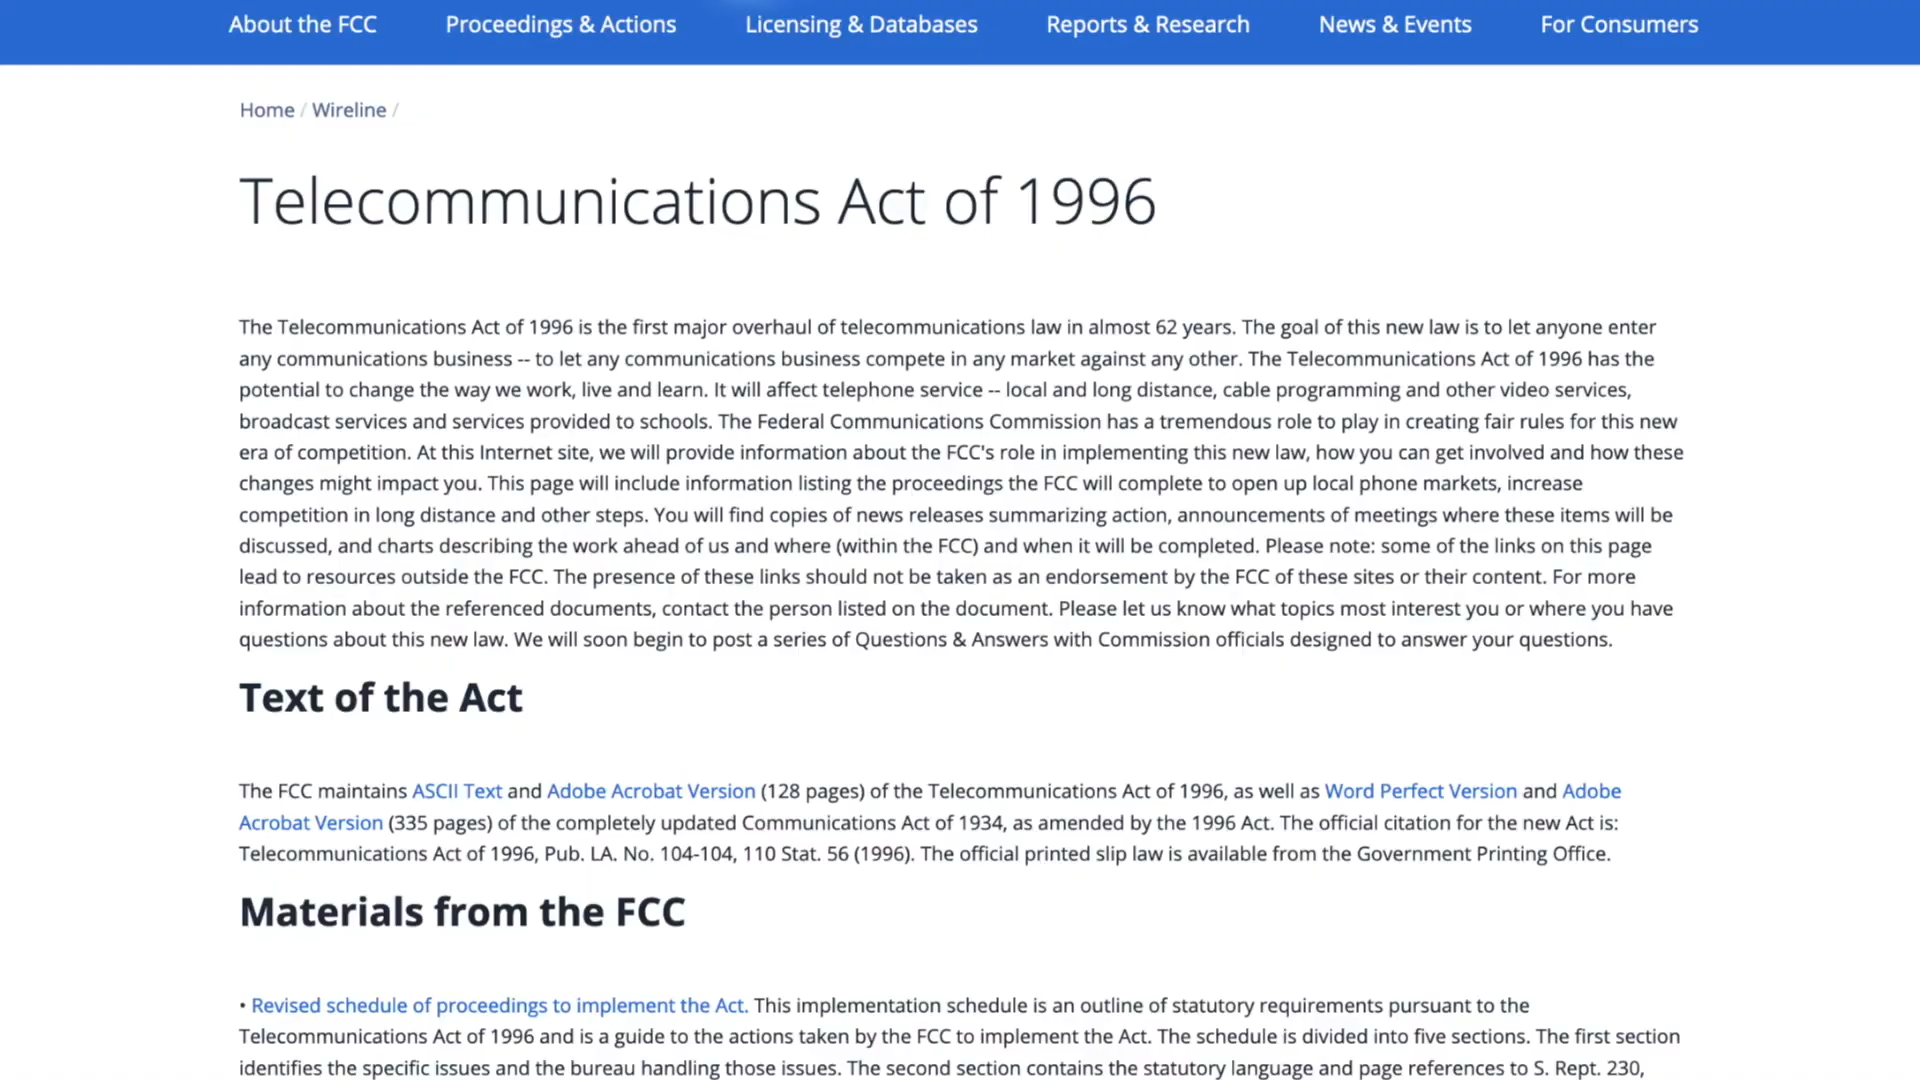 About the FCC Proceedings & Actions Licensing & Databases Reports & Research News & Events For Consumers
Home / Wireline /
Telecommunications Act of 1996
The Telecommunications Act of 1996 is the first major overhaul of telecommunications law in almost 62 years. The goal of this new law is to let anyone enter
any communications business -- to let any communications business compete in any market against any other. The Telecommunications Act of 1996 has the
potential to change the way we work, live and learn. It will affect telephone service -- local and long distance, cable programming and other video services,
broadcast services and services provided to schools. The Federal Communications Commission has a tremendous role to play in creating fair rules for this new
era of competition. At this Internet site, we will provide information about the FCC's role in implementing this new law, how you can get involved and how these
changes might impact you. This page will include information listing the proceedings the FCC will complete to open up local phone markets, increase
competition in long distance and other steps. You will find copies of news releases summarizing action, announcements of meetings where these items will be
discussed, and charts describing the work ahead of us and where (within the FCC) and when it will be completed. Please note: some of the links on this page
lead to resources outside the FCC. The presence of these links should not be taken as an endorsement by the FCC of these sites or their content. For more
information about the referenced documents, contact the person listed on the document. Please let us know what topics most interest you or where you have
questions about this new law. We will soon begin to post a series of Questions & Answers with Commission officials designed to answer your questions.
Text of the Act
The FCC maintains ASCII Text and Adobe Acrobat Version (128 pages) of the Telecommunications Act of 1996, as well as Word Perfect Version and Adobe
Acrobat Version (335 pages) of the completely updated Communications Act of 1934, as amended by the 1996 Act. The official citation for the new Act is:
Telecommunications Act of 1996, Pub. LA. No. 104-104, 110 Stat. 56 (1996). The official printed slip law is available from the Government Printing Office.
Materials from the FCC
• Revised schedule of proceedings to implement the Act. This implementation schedule is an outline of statutory requirements pursuant to the
Telecommunications Act of 1996 and is a guide to the actions taken by the FCC to implement the Act. The schedule is divided into five sections. The first section
identifies the specific issues and the bureau handling those issues. The second section contains the statutory language and page references to S. Rept. 230,